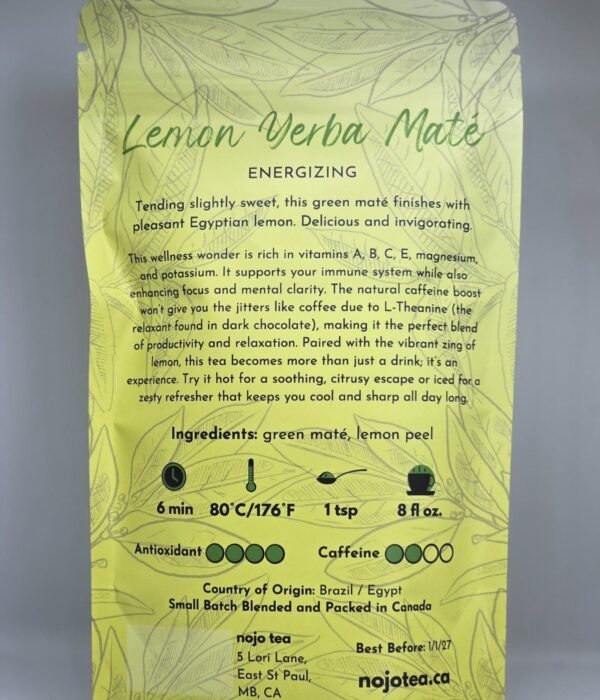 Lemon Yerba Maté
ENERGIZING
Tending slightly sweet, this green maté finishes with
pleasant Egyptian lemon. Delicious and invigorating.
This wellness wonder is rich in vitamins A, B, C, E, magnesium,
and potassium. It supports your immune system while also
enhancing focus and mental clarity. The natural caffeine boost
won't give you the jitters like coffee due to L-Theanine (the
relaxant found in dark chocolate), making it the perfect blend
of productivity and relaxation. Paired with the vibrant zing of
lemon, this tea becomes more than just a drink; it's an
experience. Try it hot for a soothing, citrusy escape or iced for a
zesty refresher that keeps you cool and sharp all day long.
Ingredients: green maté, lemon peel
6 min 80°C/176°F 1 tsp 8 fl oz.
Antioxidant Caffeine
Country of Origin: Brazil / Egypt
Small Batch Blended and Packed in Canada
nojo tea
5 Lori Lane,
East St Paul,
MB, CA
Best Before: 1/1/27
nojotea.ca